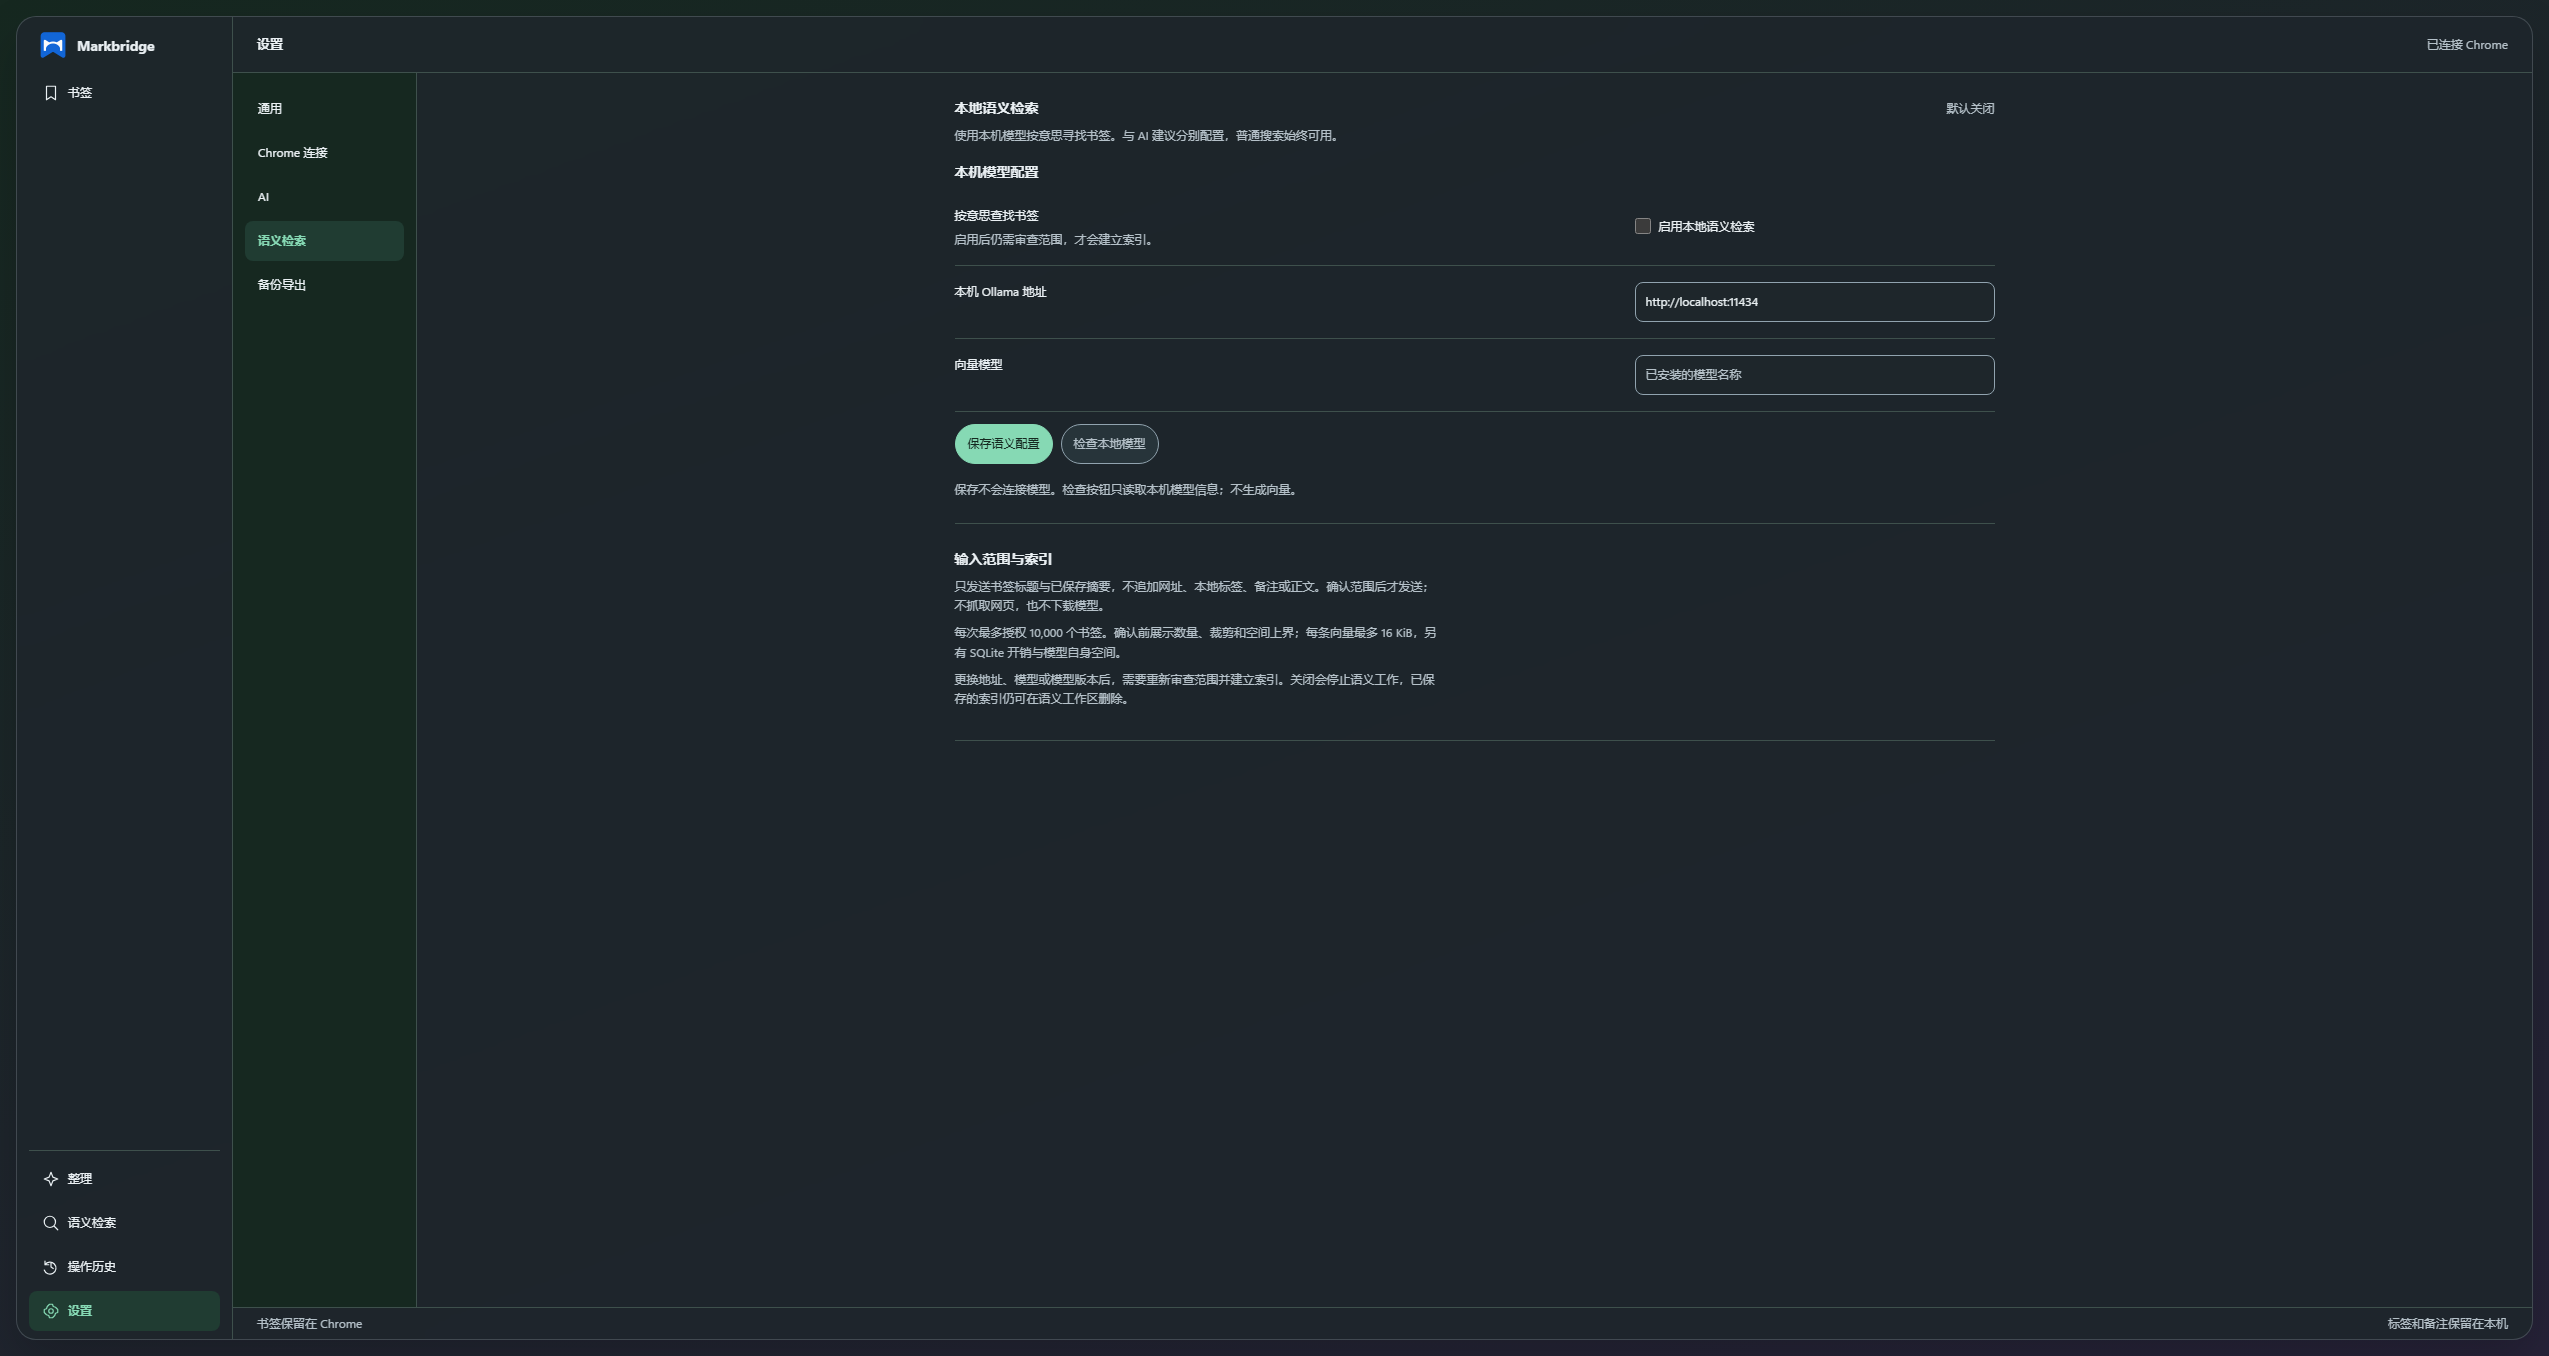 Markbridge
书签
整理
语义检索
操作历史
设置
设置
已连接 Chrome
通用
Chrome 连接
AI
语义检索
备份导出
本地语义检索
默认关闭
使用本机模型按意思寻找书签。与 AI 建议分别配置，普通搜索始终可用。
本机模型配置
按意思查找书签
启用后仍需审查范围，才会建立索引。
启用本地语义检索
本机 Ollama 地址
http://localhost:11434
向量模型
已安装的模型名称
保存语义配置
检查本地模型
保存不会连接模型。检查按钮只读取本机模型信息；不生成向量。
输入范围与索引
只发送书签标题与已保存摘要，不追加网址、本地标签、备注或正文。确认范围后才发送；
不抓取网页，也不下载模型。
每次最多授权 10,000 个书签。确认前展示数量、裁剪和空间上界；每条向量最多 16 KiB，另
有 SQLite 开销与模型自身空间。
更换地址、模型或模型版本后，需要重新审查范围并建立索引。关闭会停止语义工作，已保
存的索引仍可在语义工作区删除。
书签保留在 Chrome
标签和备注保留在本机